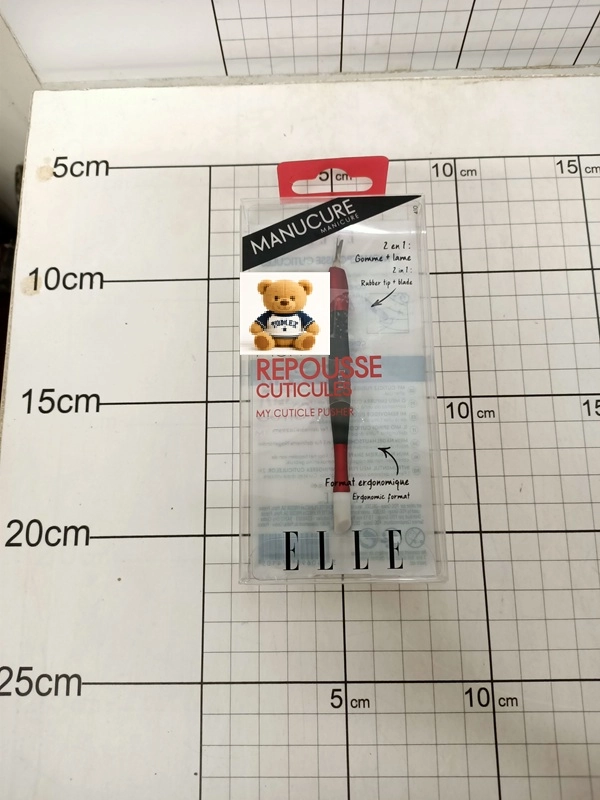 5cm
5 cm
10 cm
15 cm
MANUCURE
MANICURE
2 en 1 :
Gomme + lame
2 in 1 :
Rubber tip + blade
10cm
REPOUSSE
CUTICULES
MY CUTICLE PUSHER
15cm
10 cm
15
Format ergonomique
Ergonomic format
20cm
ELLE
25cm
5 cm
10 cm